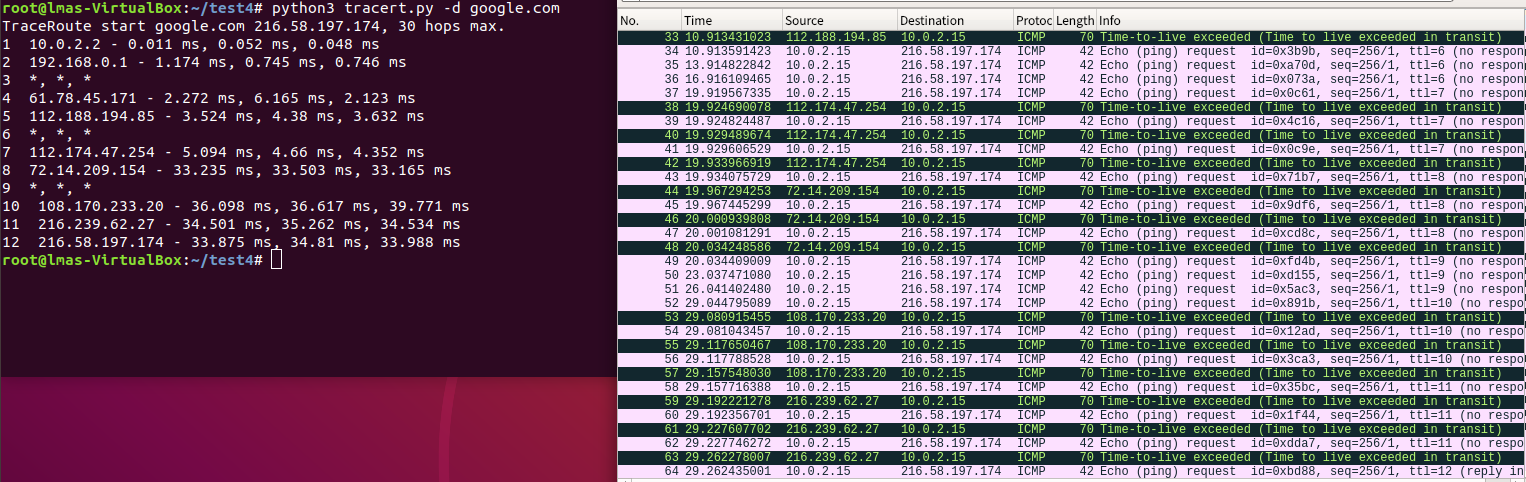 root@lmas-VirtualBox:~/test4# python3 tracert.py -d google.com
TraceRoute start google.com 216.58.197.174, 30 hops max.
1  10.0.2.2 - 0.011 ms, 0.052 ms, 0.048 ms
2  192.168.0.1 - 1.174 ms, 0.745 ms, 0.746 ms
3  *, *, *
4  61.78.45.171 - 2.272 ms, 6.165 ms, 2.123 ms
5  112.188.194.85 - 3.524 ms, 4.38 ms, 3.632 ms
6  *, *, *
7  112.174.47.254 - 5.094 ms, 4.66 ms, 4.352 ms
8  72.14.209.154 - 33.235 ms, 33.503 ms, 33.165 ms
9  *, *, *
10  108.170.233.20 - 36.098 ms, 36.617 ms, 39.771 ms
11  216.239.62.27 - 34.501 ms, 35.262 ms, 34.534 ms
12  216.58.197.174 - 33.875 ms, 34.81 ms, 33.988 ms
root@lmas-VirtualBox:~/test4#
No. Time Source Destination Protoc Length Info
33 10.913431023 112.188.194.85 10.0.2.15 ICMP 70 Time-to-live exceeded (Time to live exceeded in transit)
34 10.913591423 10.0.2.15 216.58.197.174 ICMP 42 Echo (ping) request id=0x3b9b, seq=256/1, ttl=6 (no respon
35 13.914822842 10.0.2.15 216.58.197.174 ICMP 42 Echo (ping) request id=0xa70d, seq=256/1, ttl=6 (no respon
36 16.916109465 10.0.2.15 216.58.197.174 ICMP 42 Echo (ping) request id=0x073a, seq=256/1, ttl=6 (no respon
37 19.919567335 10.0.2.15 216.58.197.174 ICMP 42 Echo (ping) request id=0x0c61, seq=256/1, ttl=7 (no respon
38 19.924690078 112.174.47.254 10.0.2.15 ICMP 70 Time-to-live exceeded (Time to live exceeded in transit)
39 19.924824487 10.0.2.15 216.58.197.174 ICMP 42 Echo (ping) request id=0x4c16, seq=256/1, ttl=7 (no respon
40 19.929489674 112.174.47.254 10.0.2.15 ICMP 70 Time-to-live exceeded (Time to live exceeded in transit)
41 19.929606529 10.0.2.15 216.58.197.174 ICMP 42 Echo (ping) request id=0x0c9e, seq=256/1, ttl=7 (no respon
42 19.933966919 112.174.47.254 10.0.2.15 ICMP 70 Time-to-live exceeded (Time to live exceeded in transit)
43 19.934075729 10.0.2.15 216.58.197.174 ICMP 42 Echo (ping) request id=0x71b7, seq=256/1, ttl=8 (no respon
44 19.967294253 72.14.209.154 10.0.2.15 ICMP 70 Time-to-live exceeded (Time to live exceeded in transit)
45 19.967445299 10.0.2.15 216.58.197.174 ICMP 42 Echo (ping) request id=0x9df6, seq=256/1, ttl=8 (no respon
46 20.000939808 72.14.209.154 10.0.2.15 ICMP 70 Time-to-live exceeded (Time to live exceeded in transit)
47 20.001081291 10.0.2.15 216.58.197.174 ICMP 42 Echo (ping) request id=0xcd8c, seq=256/1, ttl=8 (no respon
48 20.034248586 72.14.209.154 10.0.2.15 ICMP 70 Time-to-live exceeded (Time to live exceeded in transit)
49 20.034409009 10.0.2.15 216.58.197.174 ICMP 42 Echo (ping) request id=0xfd4b, seq=256/1, ttl=9 (no respon
50 23.037471080 10.0.2.15 216.58.197.174 ICMP 42 Echo (ping) request id=0xd155, seq=256/1, ttl=9 (no respon
51 26.041402480 10.0.2.15 216.58.197.174 ICMP 42 Echo (ping) request id=0x5ac3, seq=256/1, ttl=9 (no respon
52 29.044795089 10.0.2.15 216.58.197.174 ICMP 42 Echo (ping) request id=0x891b, seq=256/1, ttl=10 (no respo
53 29.080915455 108.170.233.20 10.0.2.15 ICMP 70 Time-to-live exceeded (Time to live exceeded in transit)
54 29.081043457 10.0.2.15 216.58.197.174 ICMP 42 Echo (ping) request id=0x12ad, seq=256/1, ttl=10 (no respo
55 29.117650467 108.170.233.20 10.0.2.15 ICMP 70 Time-to-live exceeded (Time to live exceeded in transit)
56 29.117788528 10.0.2.15 216.58.197.174 ICMP 42 Echo (ping) request id=0x3ca3, seq=256/1, ttl=10 (no respo
57 29.157548030 108.170.233.20 10.0.2.15 ICMP 70 Time-to-live exceeded (Time to live exceeded in transit)
58 29.157716388 10.0.2.15 216.58.197.174 ICMP 42 Echo (ping) request id=0x35bc, seq=256/1, ttl=11 (no respo
59 29.192221278 216.239.62.27 10.0.2.15 ICMP 70 Time-to-live exceeded (Time to live exceeded in transit)
60 29.192356701 10.0.2.15 216.58.197.174 ICMP 42 Echo (ping) request id=0x1f44, seq=256/1, ttl=11 (no respo
61 29.227607702 216.239.62.27 10.0.2.15 ICMP 70 Time-to-live exceeded (Time to live exceeded in transit)
62 29.227746272 10.0.2.15 216.58.197.174 ICMP 42 Echo (ping) request id=0xdda7, seq=256/1, ttl=11 (no respo
63 29.262278007 216.239.62.27 10.0.2.15 ICMP 70 Time-to-live exceeded (Time to live exceeded in transit)
64 29.262435001 10.0.2.15 216.58.197.174 ICMP 42 Echo (ping) request id=0xbd88, seq=256/1, ttl=12 (reply in